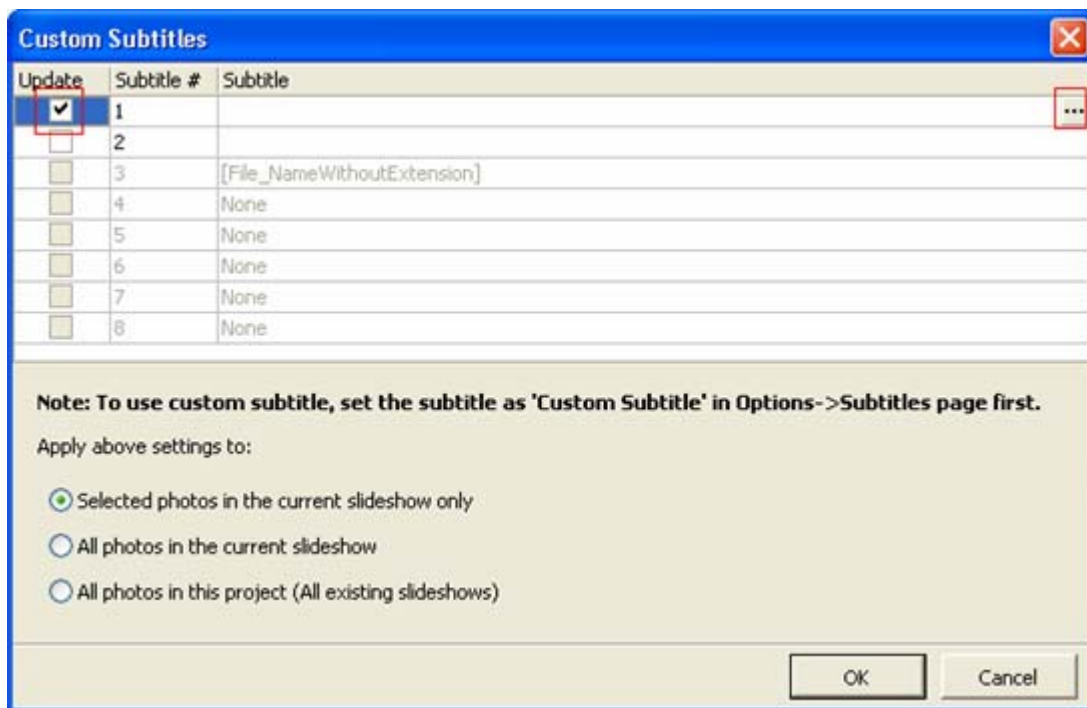 Custom Subtitles
Update Subtitle # Subtitle
1 ...
2
3 [File_NameWithoutExtension]
4 None
5 None
6 None
7 None
8 None
Note: To use custom subtitle, set the subtitle as 'Custom Subtitle' in Options->Subtitles page first.
Apply above settings to:
Selected photos in the current slideshow only
All photos in the current slideshow
All photos in this project (All existing slideshows)
OK Cancel